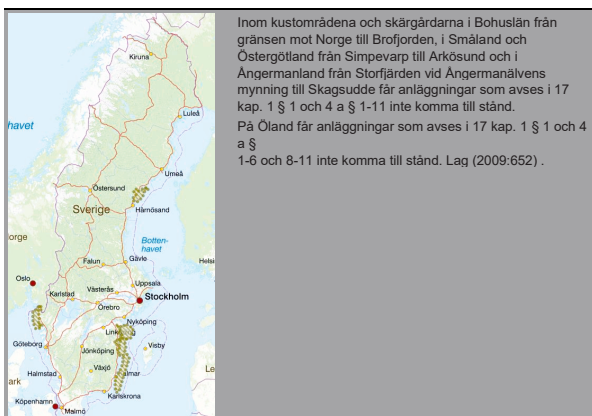 Inom kustområdena och skärgårdarna i Bohuslän från
gränsen mot Norge till Brofjorden, i Småland och
Östergötland från Simpevarp till Arkösund och i
Ångermanland från Storfjärden vid Ångermanälvens
mynning till Skagsudde får anläggningar som avses i 17
kap. 1 § 1 och 4 a § 1-11 inte komma till stånd.
På Öland får anläggningar som avses i 17 kap. 1 § 1 och 4
a §
1-6 och 8-11 inte komma till stånd. Lag (2009:652) .
Kiruna
havet
Luleå
Umeå
Östersund
Sverige
Härnösand
orge
Botten-
havet
Falun
Gävle
Helsi
Oslo
Karlstad
Västerås
Uppsala
Stockholm
Örebro
Nyköping
Link
Göteborg
Jönköping
Visby
Växjö
Halmstad
almar
Le
ark
Karlskrona
Köpenhamn
Malmö